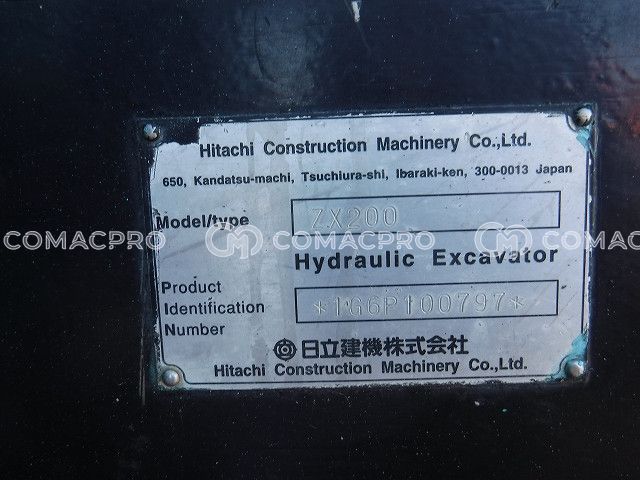 Hitachi Construction Machinery Co.,Ltd.
650, Kandatsu-machi, Tsuchiura-shi, Ibaraki-ken, 300-0013 Japan
Model/type ZX200
COMACPRO COMACPRO COMAC
Hydraulic Excavator
Product
Identification *1G6P100797*
Number
日立建機株式会社
Hitachi Construction Machinery Co.,Ltd.